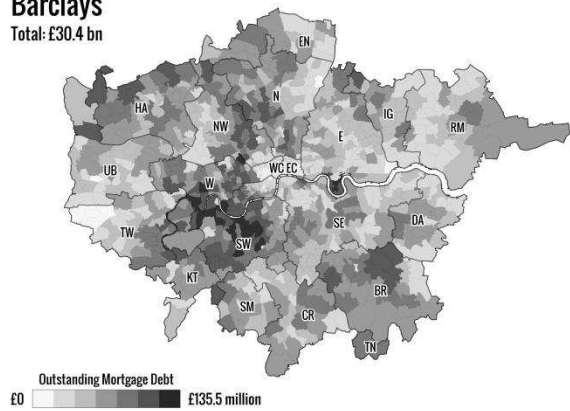 Barclays
Total: £30.4 bn
EN
HA
N
NW
IG
E
RM
UB
WC EC
W
SE
DA
TW
SW
KT
BR
SM
CR
TN
Outstanding Mortgage Debt
£0 £135.5 million